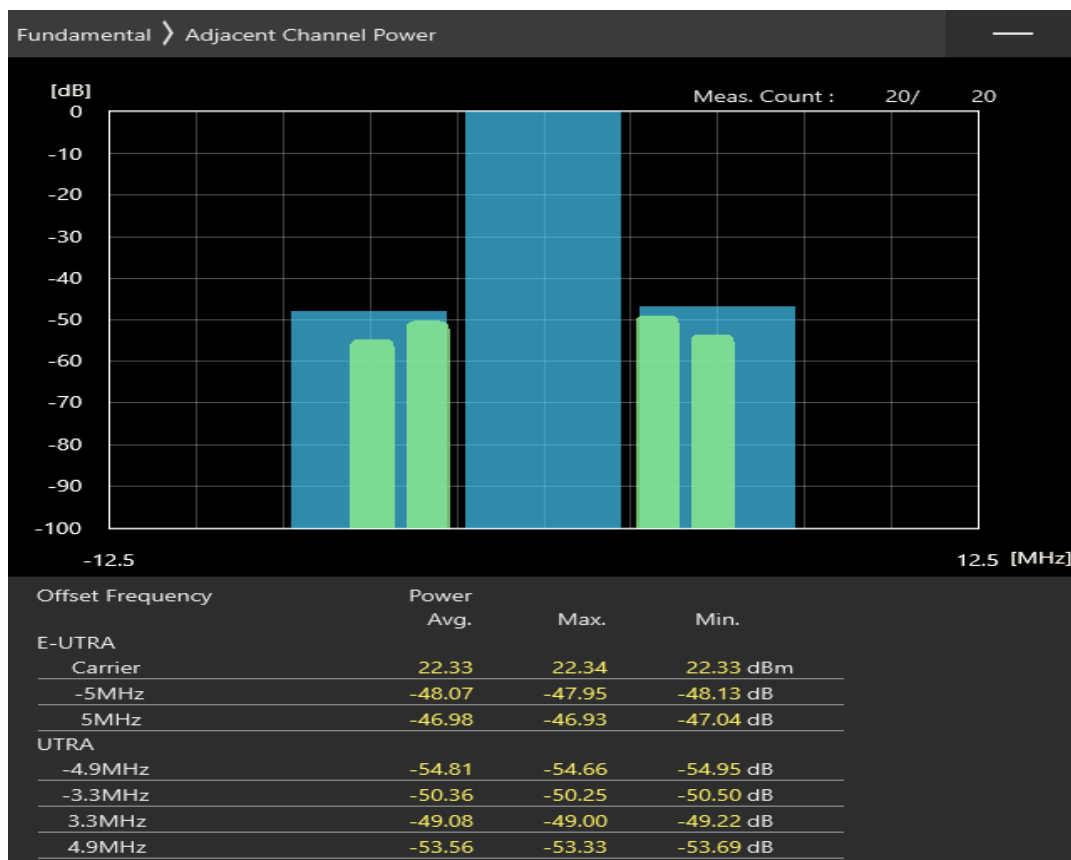 Fundamental 〉 Adjacent Channel Power
[dB]
Meas. Count : 20/ 20
0
-10
-20
-30
-40
-50
-60
-70
-80
-90
-100
-12.5 12.5 [MHz]
Offset Frequency Power
Avg. Max. Min.
E-UTRA
Carrier 22.33 22.34 22.33 dBm
-5MHz -48.07 -47.95 -48.13 dB
5MHz -46.98 -46.93 -47.04 dB
UTRA
-4.9MHz -54.81 -54.66 -54.95 dB
-3.3MHz -50.36 -50.25 -50.50 dB
3.3MHz -49.08 -49.00 -49.22 dB
4.9MHz -53.56 -53.33 -53.69 dB